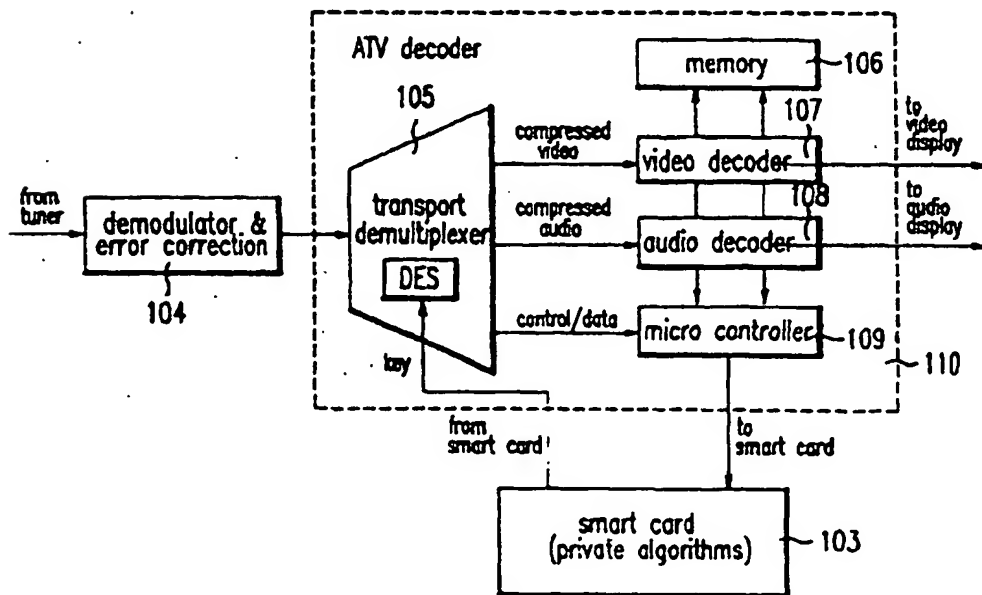 ATV decoder
memory
106
105
107
to
video
display
compressed
video
video decoder
from
tuner
demodulator &
error correction
transport
demultiplexer
compressed
audio
108
to
audio
display
audio decoder
DES
104
control/data
micro controller
109
110
key
from
smart card
to
smart card
smart card
(private algorithms)
103